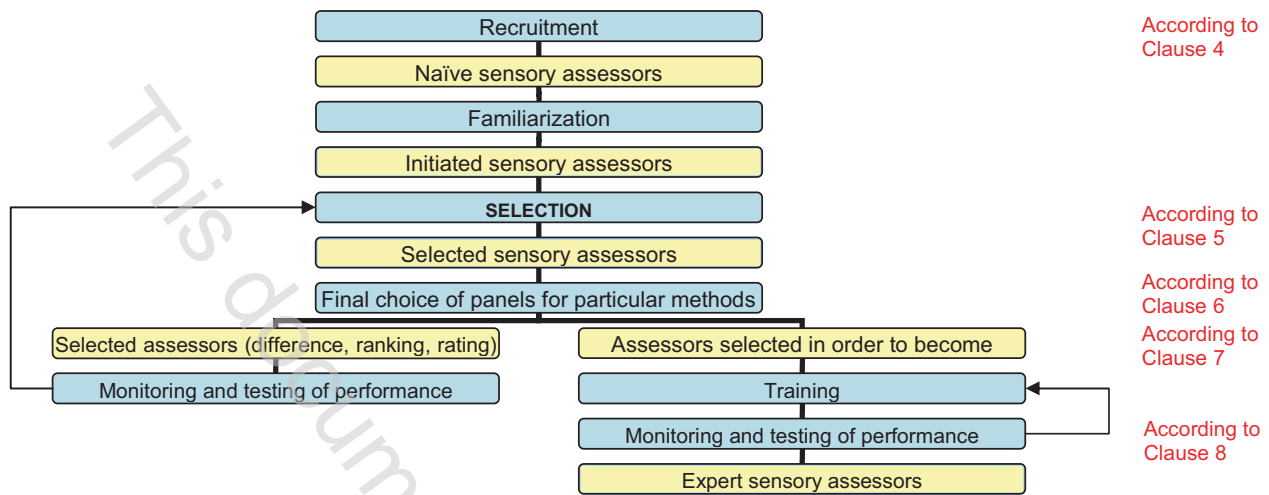 Recruitment
According to
Clause 4
Naïve sensory assessors
Familiarization
Initiated sensory assessors
SELECTION
According to
Clause 5
Selected sensory assessors
Final choice of panels for particular methods
According to
Clause 6
Selected assessors (difference, ranking, rating)
Assessors selected in order to become
According to
Clause 7
Monitoring and testing of performance
Training
Monitoring and testing of performance
According to
Clause 8
Expert sensory assessors
This docum